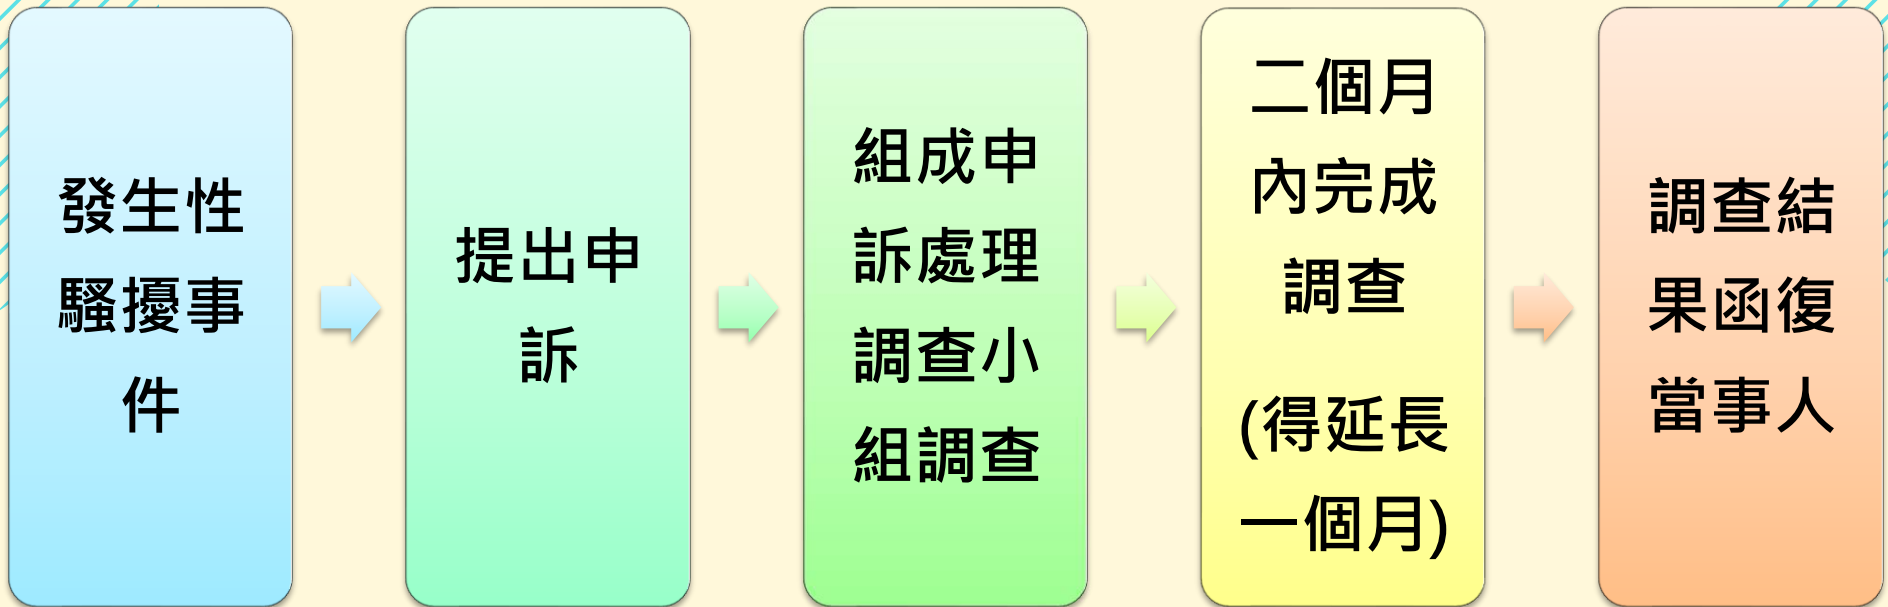 發生性
騷擾事
件
提出申
訴
組成申
訴處理
調查小
組調查
二個月
內完成
調查
(得延長
一個月)
調查結
果函復
當事人